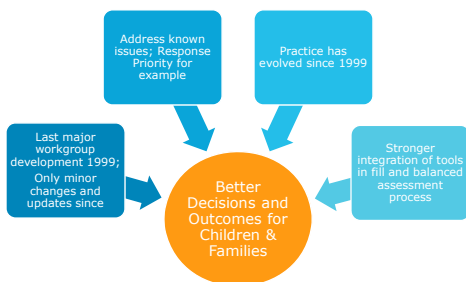 Address known
issues; Response
Priority for
example
Practice has
evolved since 1999
Last major
workgroup
development 1999;
Only minor
changes and
updates since
Stronger
integration of tools
in fill and balanced
assessment
process
Better
Decisions and
Outcomes for
Children &
Families